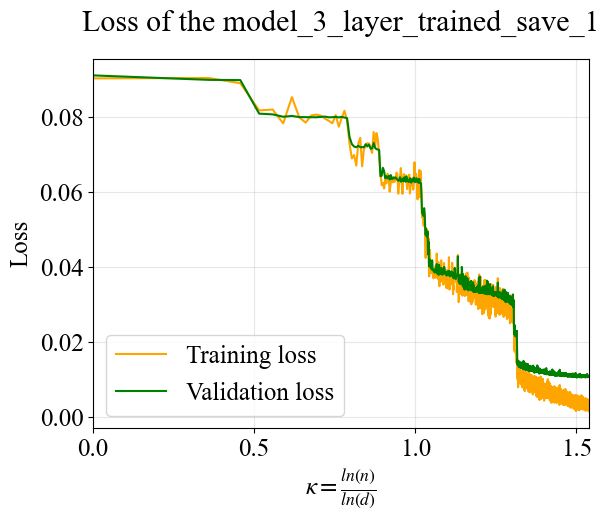 Loss of the model_3_layer_trained_save_1
Loss
0.08
0.06
0.04
0.02
0.00
Training loss
Validation loss
0.0 0.5 1.0 1.5
κ = ln(n)/ln(d)